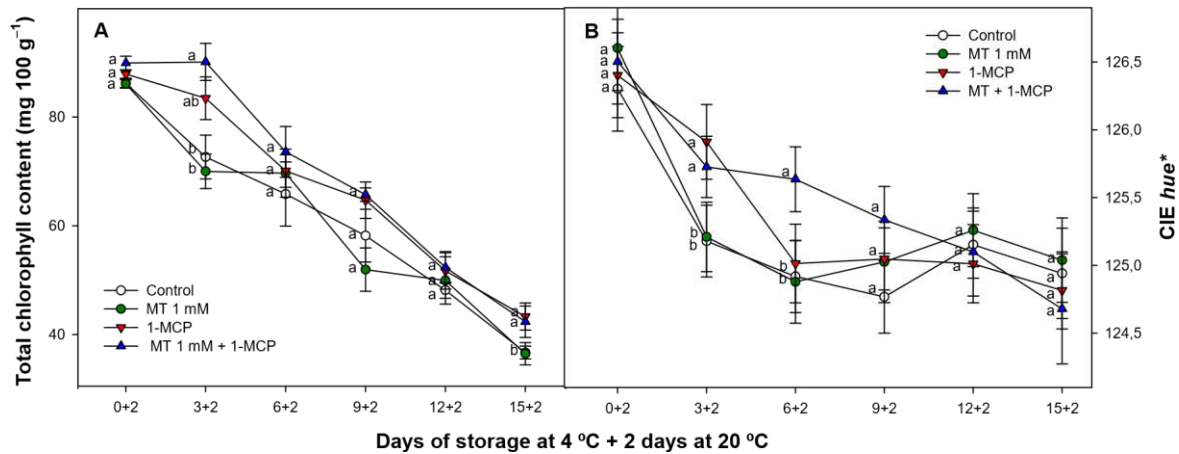 A
Total chlorophyll content (mg 100 g⁻¹)
80
60
40
a
a
a
a
ab
b
b
a
a
a
a
a
a
a
a
a
a
b
Control
MT 1 mM
1-MCP
MT 1 mM + 1-MCP
0+2 3+2 6+2 9+2 12+2 15+2
B
Control
MT 1 mM
1-MCP
MT + 1-MCP
a
a
a
a
a
a
b
b
a
b
b
a
a
a
a
a
a
a
a
a
a
126,5
126,0
125,5
125,0
124,5
CIE hue*
0+2 3+2 6+2 9+2 12+2 15+2
Days of storage at 4 ºC + 2 days at 20 ºC